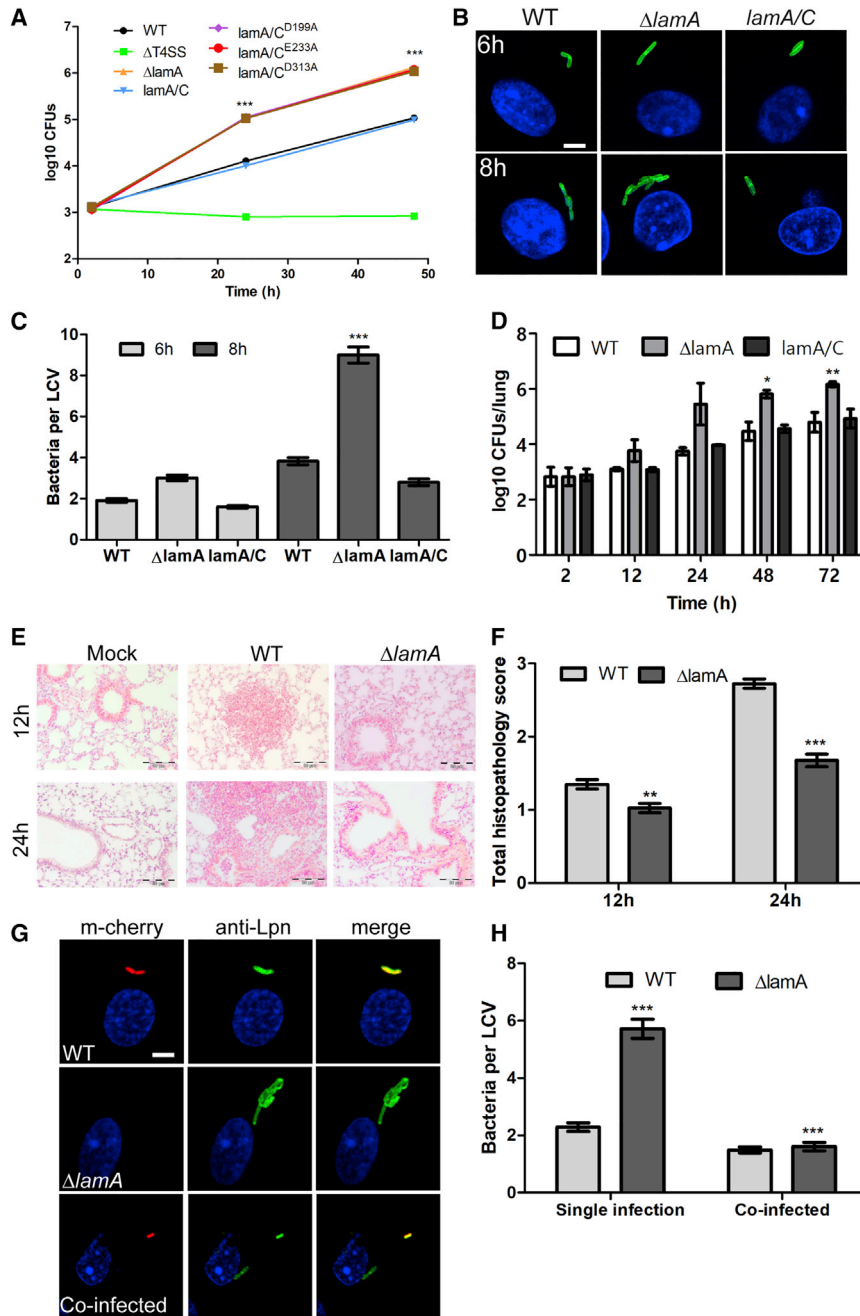 A
WT
ΔT4SS
ΔlamA
lamA/C
lamA/C^D199A
lamA/C^E233A
lamA/C^D313A
***
***
log10 CFUs
7
6
5
4
3
2
0 10 20 30 40 50
Time (h)
B
WT ΔlamA lamA/C
6h
8h
C
6h 8h
***
Bacteria per LCV
10
8
6
4
2
0
WT ΔlamA lamA/C WT ΔlamA lamA/C
D
WT ΔlamA lamA/C
* **
log10 CFUs/lung
8
6
4
2
0
2 12 24 48 72
Time (h)
E
Mock WT ΔlamA
12h
24h
F
WT ΔlamA
Total histopathology score
3
2
1
0
**
***
12h 24h
G
m-cherry anti-Lpn merge
WT
ΔlamA
Co-infected
H
WT ΔlamA
Bacteria per LCV
8
6
4
2
0
***
***
Single infection Co-infected